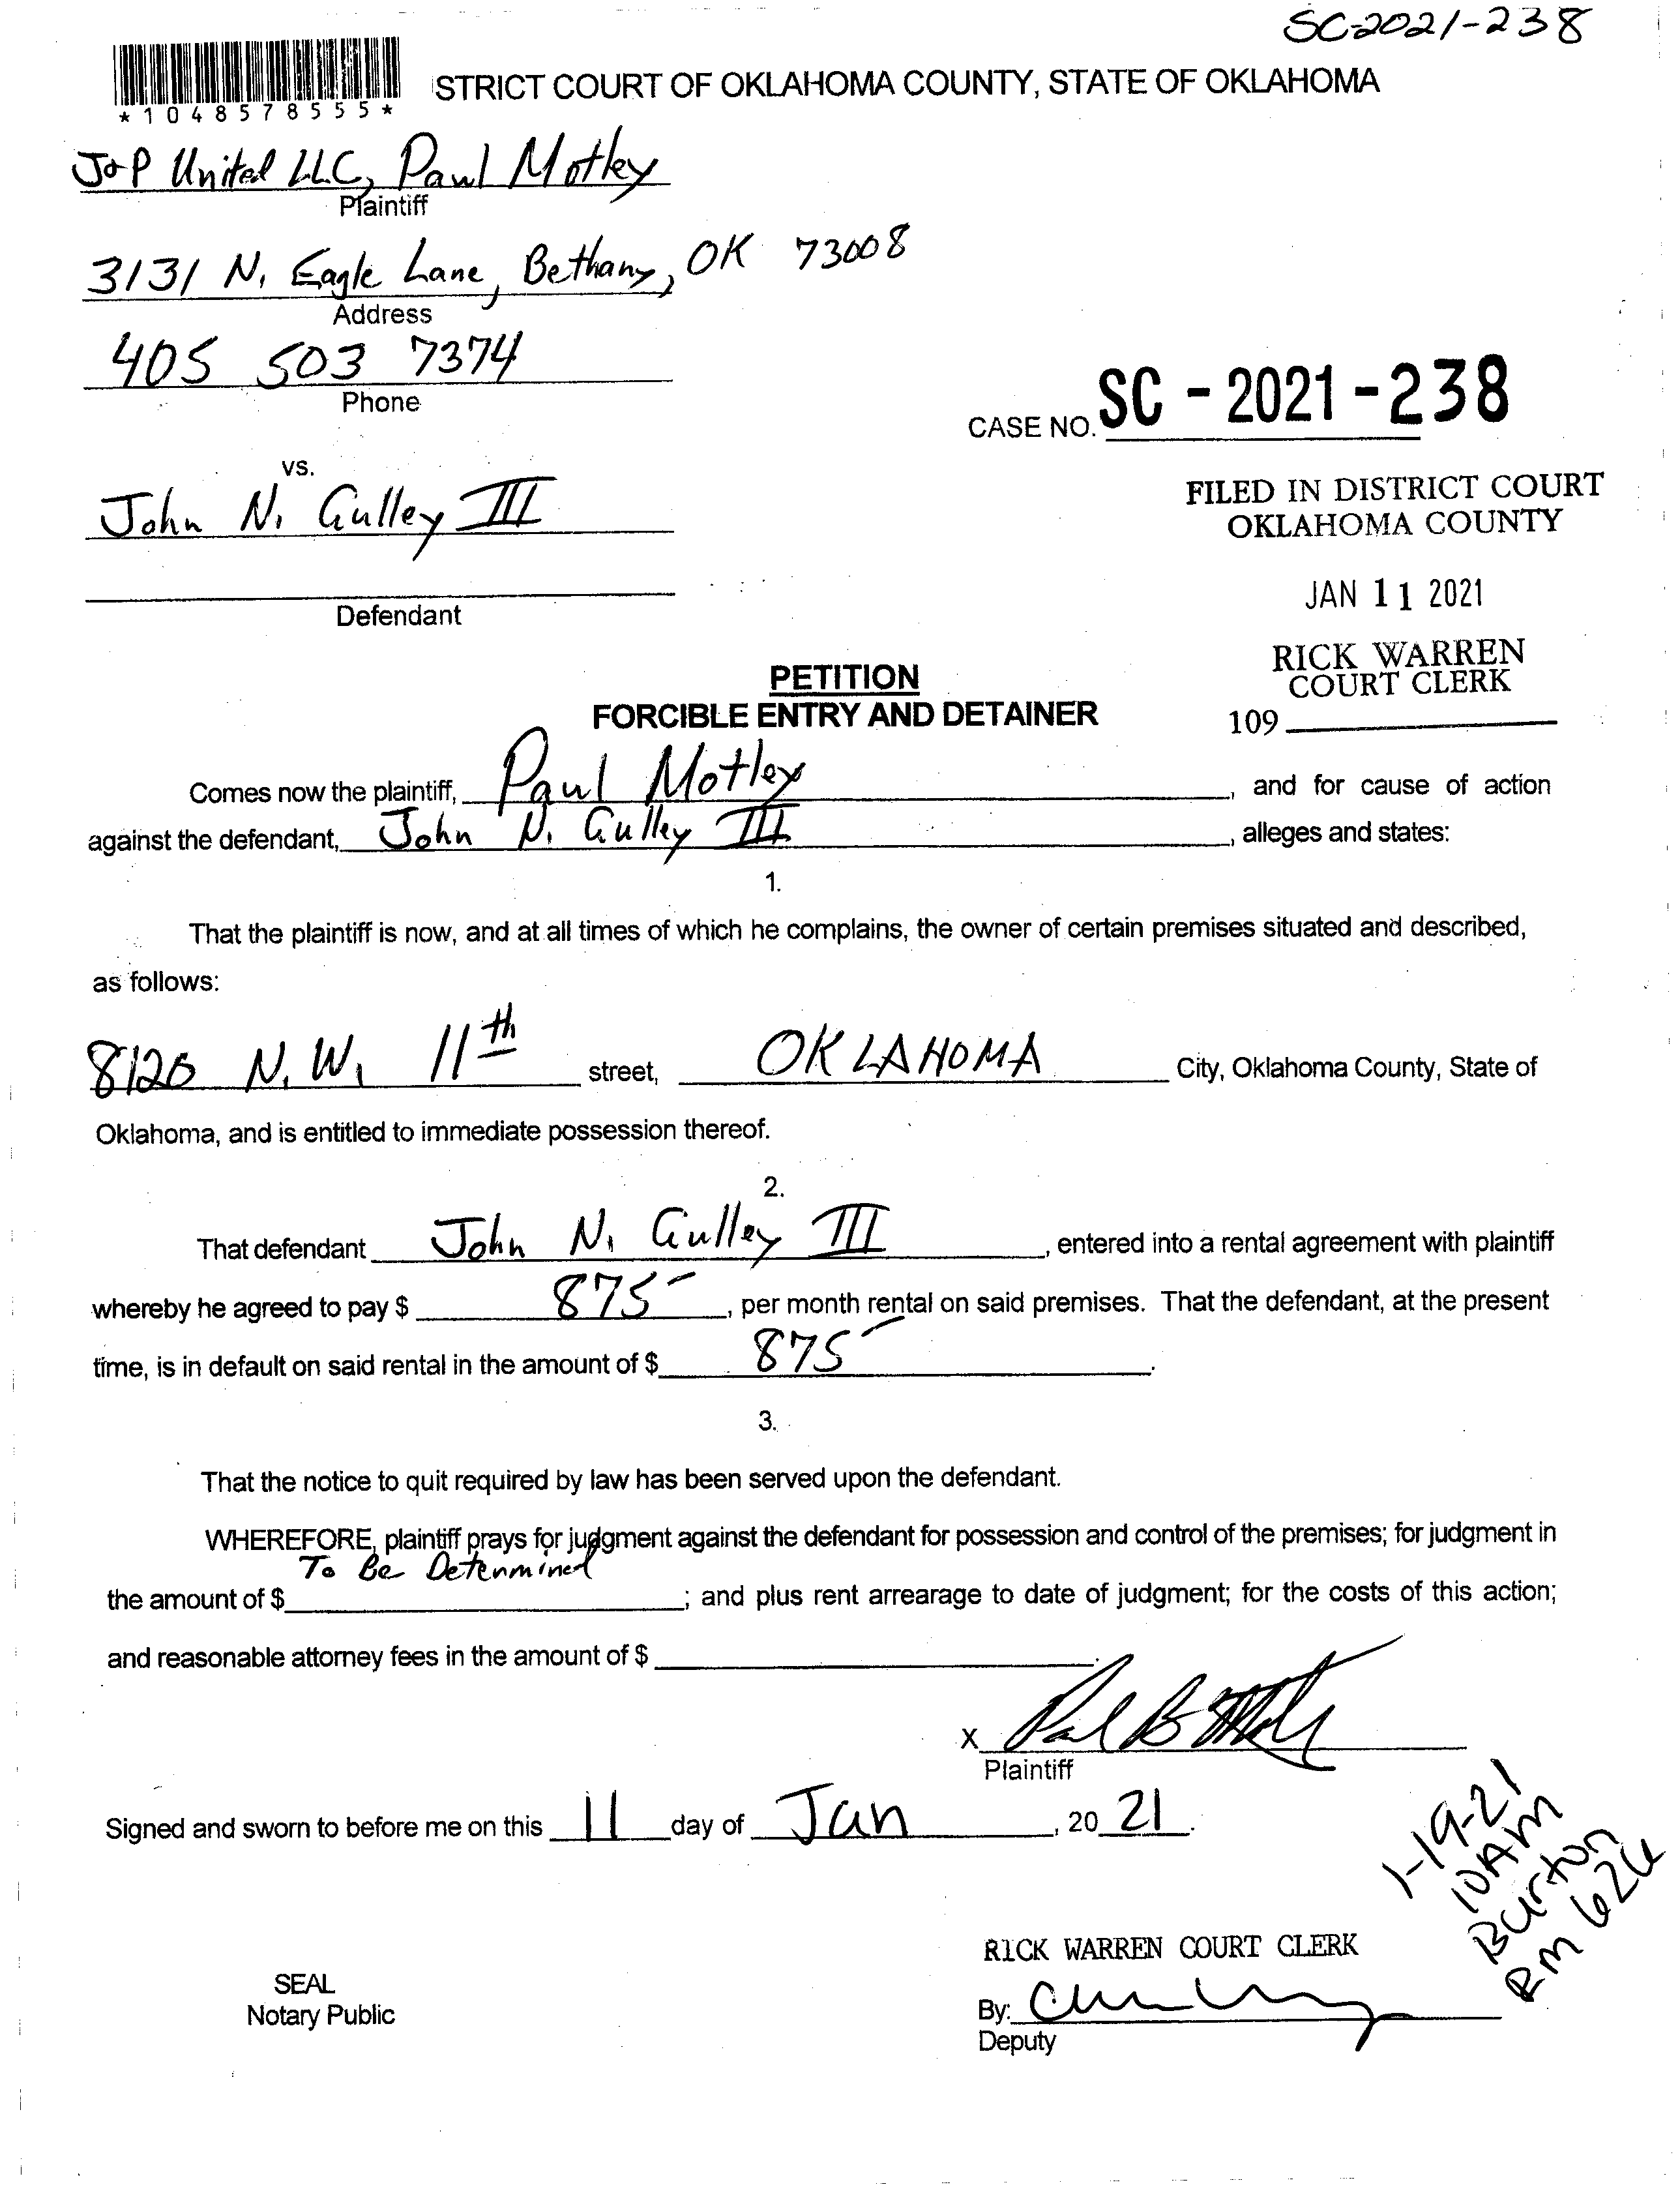 SC-2021-238
STRICT COURT OF OKLAHOMA COUNTY, STATE OF OKLAHOMA
*1048578555*
J&P United LLC, Paul Motley
Plaintiff
3131 N. Eagle Lane, Bethany, OK 73008
Address
405 503 7374
Phone
CASE NO. SC - 2021 - 238
vs.
John N. Gulley III
FILED IN DISTRICT COURT
OKLAHOMA COUNTY
JAN 11 2021
Defendant
RICK WARREN
COURT CLERK
109
PETITION
FORCIBLE ENTRY AND DETAINER
Comes now the plaintiff, Paul Motley, and for cause of action
against the defendant, John N. Gulley III, alleges and states:
1.
That the plaintiff is now, and at all times of which he complains, the owner of certain premises situated and described,
as follows:
8120 N.W. 11th street, OKLAHOMA City, Oklahoma County, State of
Oklahoma, and is entitled to immediate possession thereof.
2.
That defendant John N. Gulley III, entered into a rental agreement with plaintiff
whereby he agreed to pay $ 875-, per month rental on said premises. That the defendant, at the present
time, is in default on said rental in the amount of $ 875-.
3.
That the notice to quit required by law has been served upon the defendant.
WHEREFORE, plaintiff prays for judgment against the defendant for possession and control of the premises; for judgment in
To Be Determined
the amount of $ ; and plus rent arrearage to date of judgment; for the costs of this action;
and reasonable attorney fees in the amount of $ .
X
Plaintiff
Signed and sworn to before me on this 11 day of Jan, 20 21.
1-19-21
10AM
Burton
RM 626
RICK WARREN COURT CLERK
SEAL
Notary Public
By:
Deputy